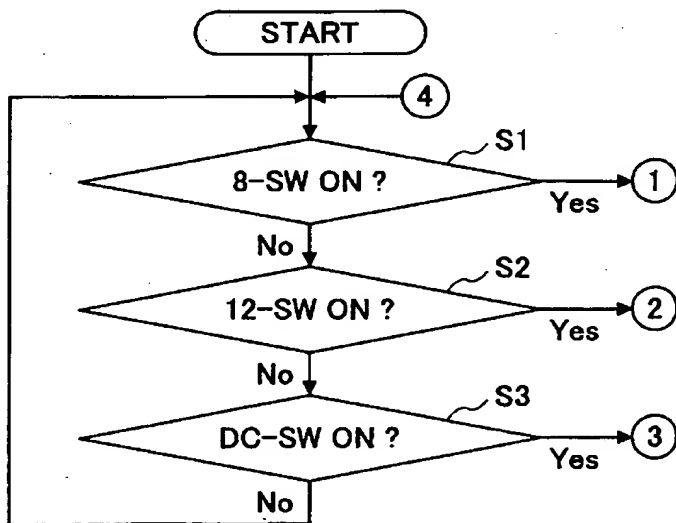 START
4
S1
8-SW ON ?
1
Yes
No
S2
12-SW ON ?
2
Yes
No
S3
DC-SW ON ?
3
Yes
No